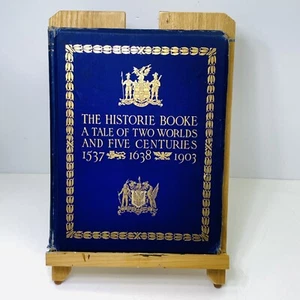 THE HISTORIE BOOKE
A TALE OF TWO WORLDS
AND FIVE CENTURIES
1537 1638 1903